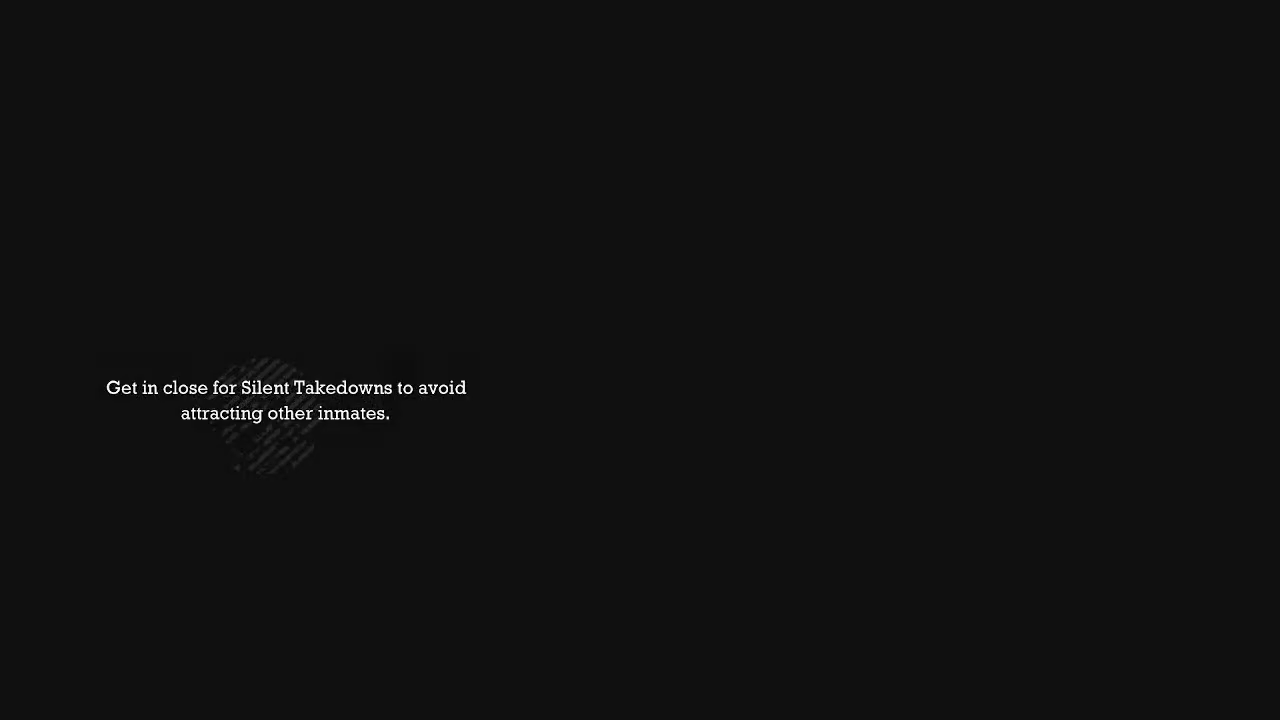 Get in close for Silent Takedowns to avoid
attracting other inmates.